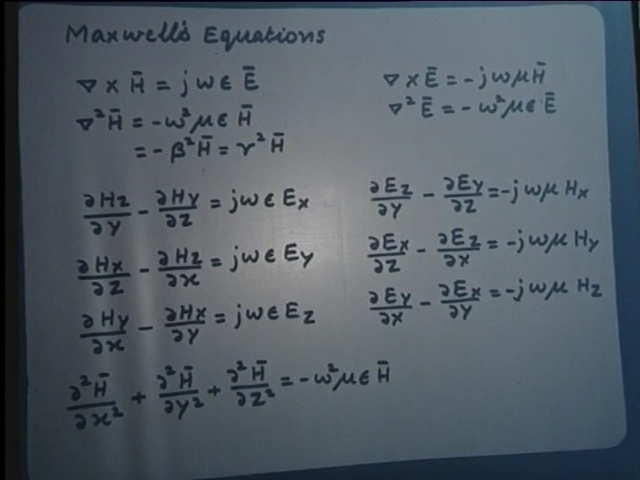 Maxwell's Equations
∇ × H̄ = jωϵ Ē
∇ × Ē = -jωμH̄
∇²H̄ = -ω²μϵ H̄
∇²Ē = -ω²μϵ Ē
= -β²H̄ = γ²H̄
∂Hz/∂y - ∂Hy/∂z = jωϵ Ex
∂Ez/∂y - ∂Ey/∂z = -jωμ Hx
∂Hx/∂z - ∂Hz/∂x = jωϵ Ey
∂Ex/∂z - ∂Ez/∂x = -jωμ Hy
∂Hy/∂x - ∂Hx/∂y = jωϵ Ez
∂Ey/∂x - ∂Ex/∂y = -jωμ Hz
∂²H̄/∂x² + ∂²H̄/∂y² + ∂²H̄/∂z² = -ω²μϵ H̄